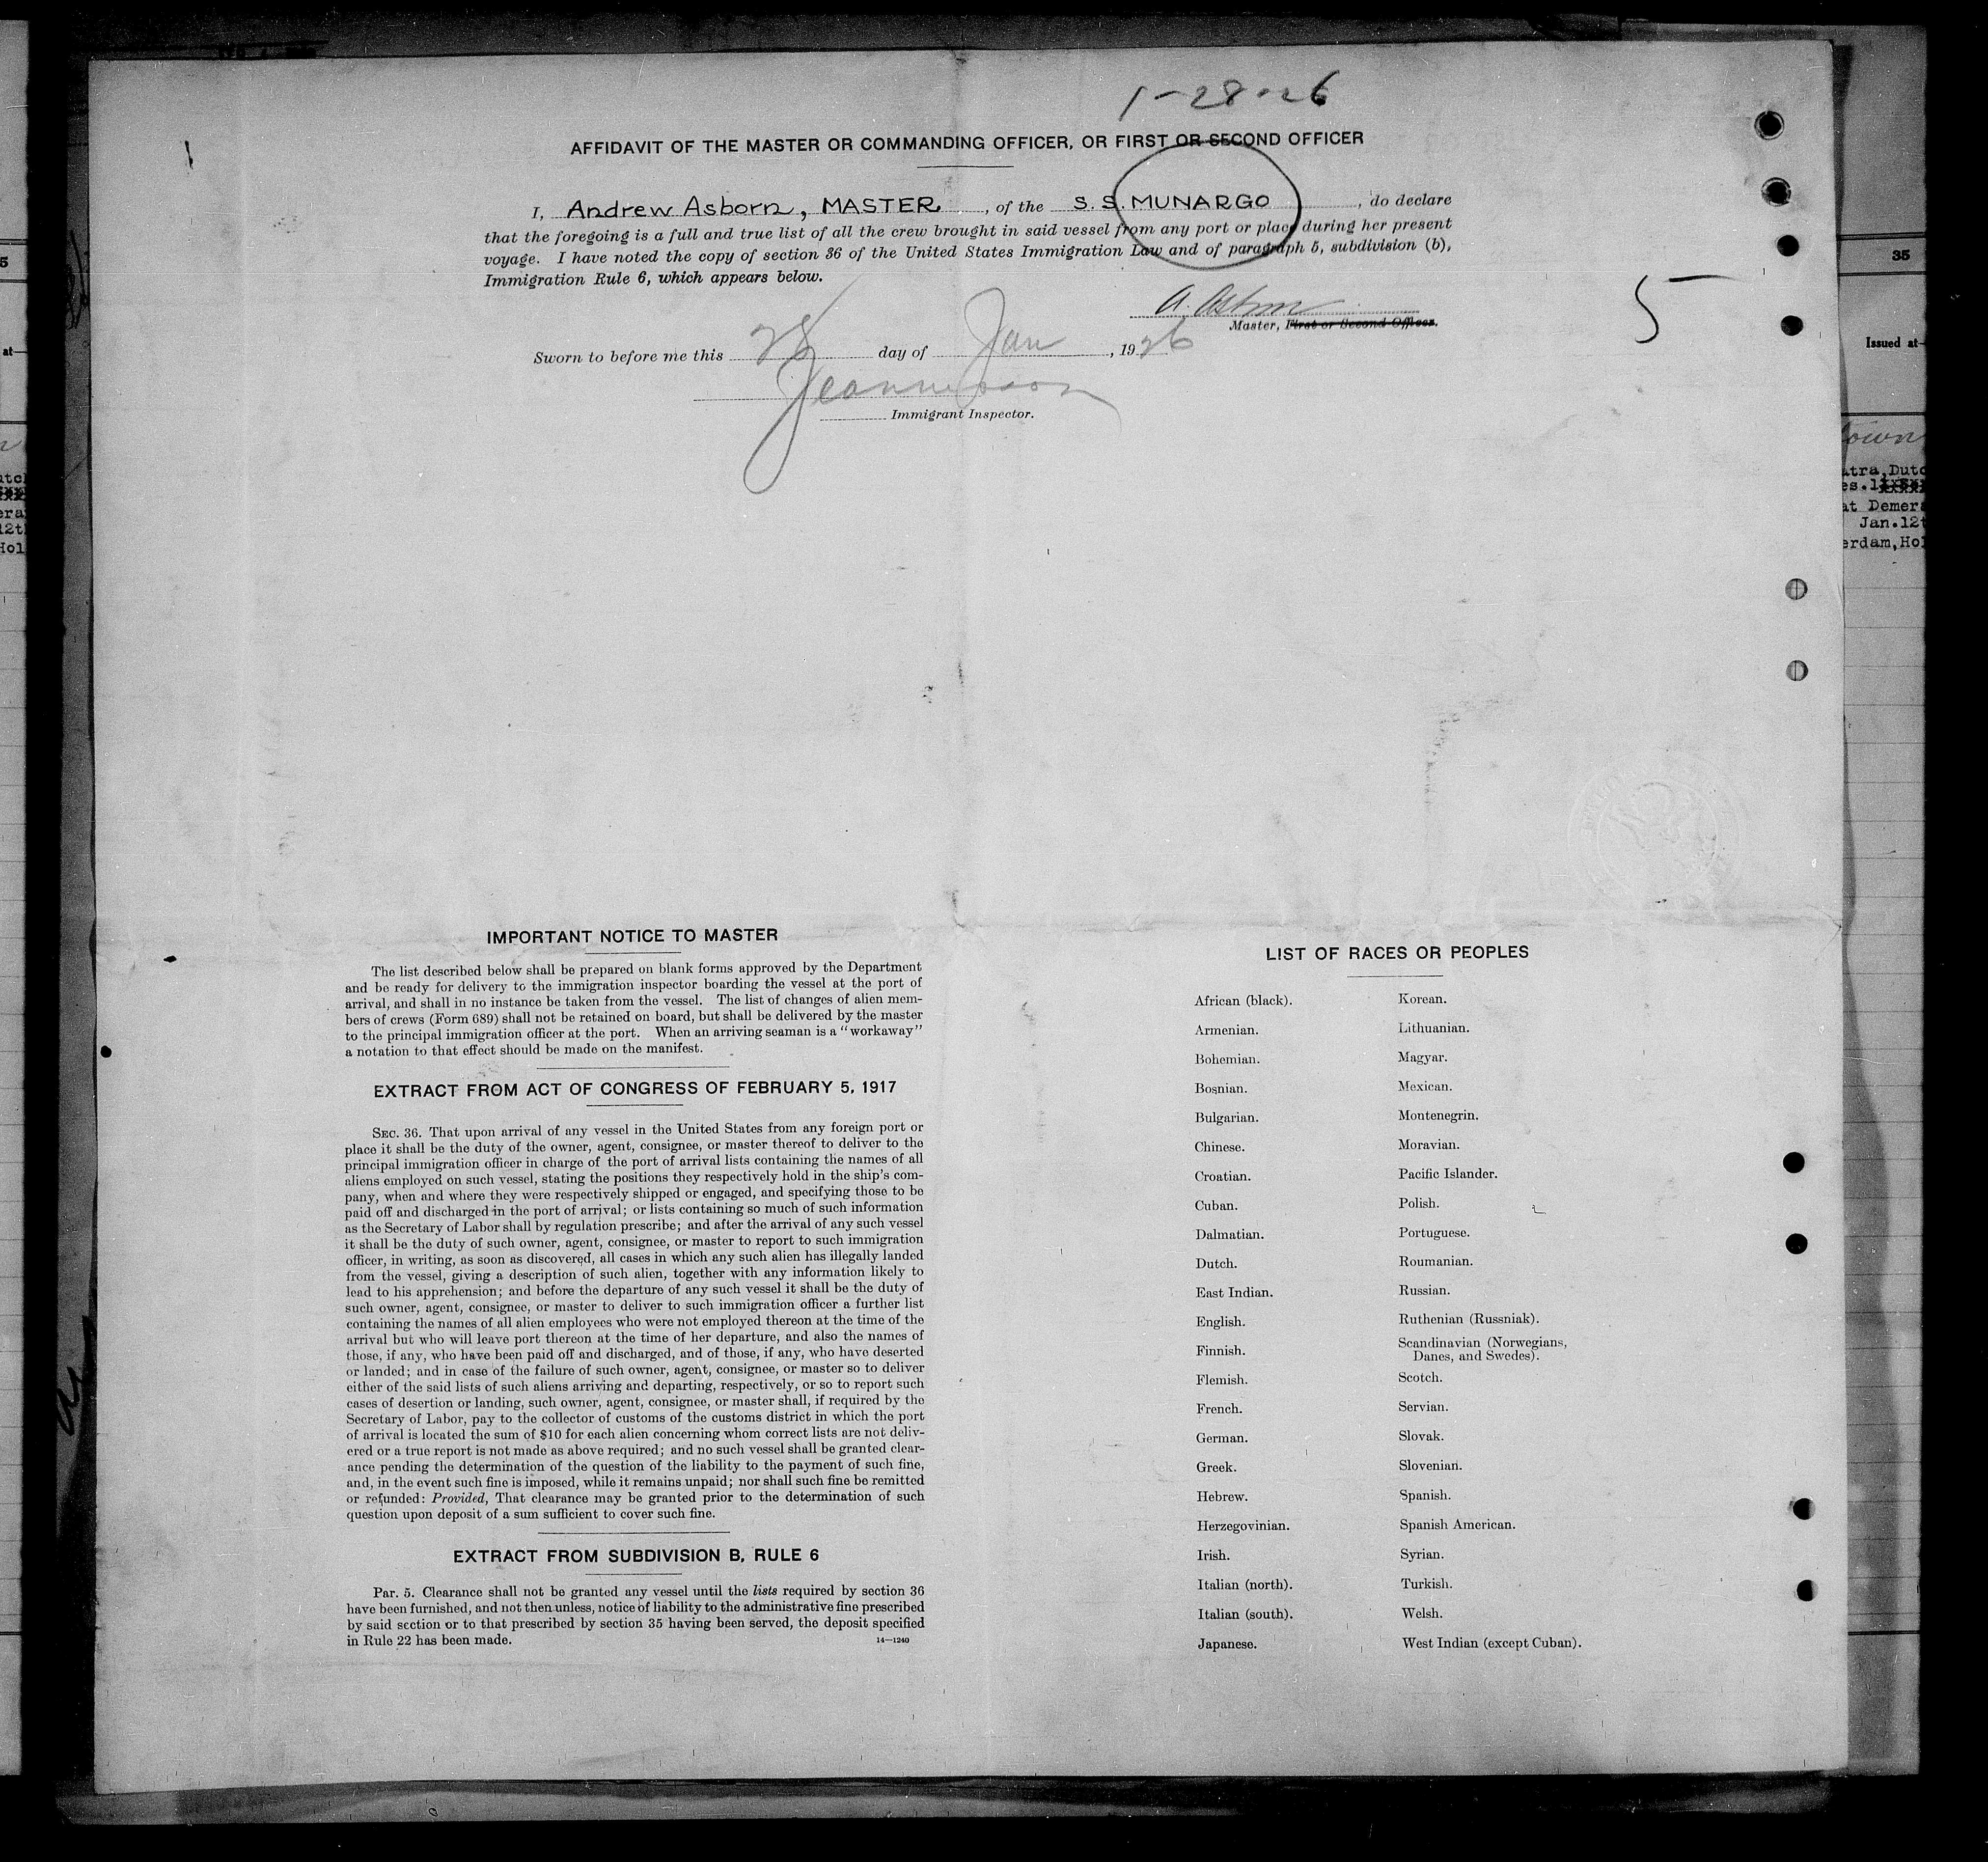 1-28-26
AFFIDAVIT OF THE MASTER OR COMMANDING OFFICER, OR FIRST OR SECOND OFFICER
I, Andrew Asborn, MASTER, of the S.S. MUNARGO, do declare
that the foregoing is a full and true list of all the crew brought in said vessel from any port or place during her present
voyage. I have noted the copy of section 36 of the United States Immigration Law and of paragraph 5, subdivision (b),
Immigration Rule 6, which appears below.
5
Master, First or Second Officer.
Sworn to before me this 28 day of Jan, 1926
Immigrant Inspector.
IMPORTANT NOTICE TO MASTER
The list described below shall be prepared on blank forms approved by the Department
and be ready for delivery to the immigration inspector boarding the vessel at the port of
arrival, and shall in no instance be taken from the vessel. The list of changes of alien mem-
bers of crews (Form 689) shall not be retained on board, but shall be delivered by the master
to the principal immigration officer at the port. When an arriving seaman is a "workaway"
a notation to that effect should be made on the manifest.
EXTRACT FROM ACT OF CONGRESS OF FEBRUARY 5, 1917
SEC. 36. That upon arrival of any vessel in the United States from any foreign port or
place it shall be the duty of the owner, agent, consignee, or master thereof to deliver to the
principal immigration officer in charge of the port of arrival lists containing the names of all
aliens employed on such vessel, stating the positions they respectively hold in the ship's com-
pany, when and where they were respectively shipped or engaged, and specifying those to be
paid off and discharged in the port of arrival; or lists containing so much of such information
as the Secretary of Labor shall by regulation prescribe; and after the arrival of any such vessel
it shall be the duty of such owner, agent, consignee, or master to report to such immigration
officer, in writing, as soon as discovered, all cases in which any such alien has illegally landed
from the vessel, giving a description of such alien, together with any information likely to
lead to his apprehension; and before the departure of any such vessel it shall be the duty of
such owner, agent, consignee, or master to deliver to such immigration officer a further list
containing the names of all alien employees who were not employed thereon at the time of the
arrival but who will leave port thereon at the time of her departure, and also the names of
those, if any, who have been paid off and discharged, and of those, if any, who have deserted
or landed; and in case of the failure of such owner, agent, consignee, or master so to deliver
either of the said lists of such aliens arriving and departing, respectively, or so to report such
cases of desertion or landing, such owner, agent, consignee, or master shall, if required by the
Secretary of Labor, pay to the collector of customs of the customs district in which the port
of arrival is located the sum of $10 for each alien concerning whom correct lists are not deliv-
ered or a true report is not made as above required; and no such vessel shall be granted clear-
ance pending the determination of the question of the liability to the payment of such fine,
and, in the event such fine is imposed, while it remains unpaid; nor shall such fine be remitted
or refunded: Provided, That clearance may be granted prior to the determination of such
question upon deposit of a sum sufficient to cover such fine.
EXTRACT FROM SUBDIVISION B, RULE 6
Par. 5. Clearance shall not be granted any vessel until the lists required by section 36
have been furnished, and not then unless, notice of liability to the administrative fine prescribed
by said section or to that prescribed by section 35 having been served, the deposit specified
in Rule 22 has been made.
14—1240
LIST OF RACES OR PEOPLES
African (black).
Armenian.
Bohemian.
Bosnian.
Bulgarian.
Chinese.
Croatian.
Cuban.
Dalmatian.
Dutch.
East Indian.
English.
Finnish.
Flemish.
French.
German.
Greek.
Hebrew.
Herzegovinian.
Irish.
Italian (north).
Italian (south).
Japanese.
Korean.
Lithuanian.
Magyar.
Mexican.
Montenegrin.
Moravian.
Pacific Islander.
Polish.
Portuguese.
Roumanian.
Russian.
Ruthenian (Russniak).
Scandinavian (Norwegians,
Danes, and Swedes).
Scotch.
Servian.
Slovak.
Slovenian.
Spanish.
Spanish American.
Syrian.
Turkish.
Welsh.
West Indian (except Cuban).
35
Issued at
Jan.12t